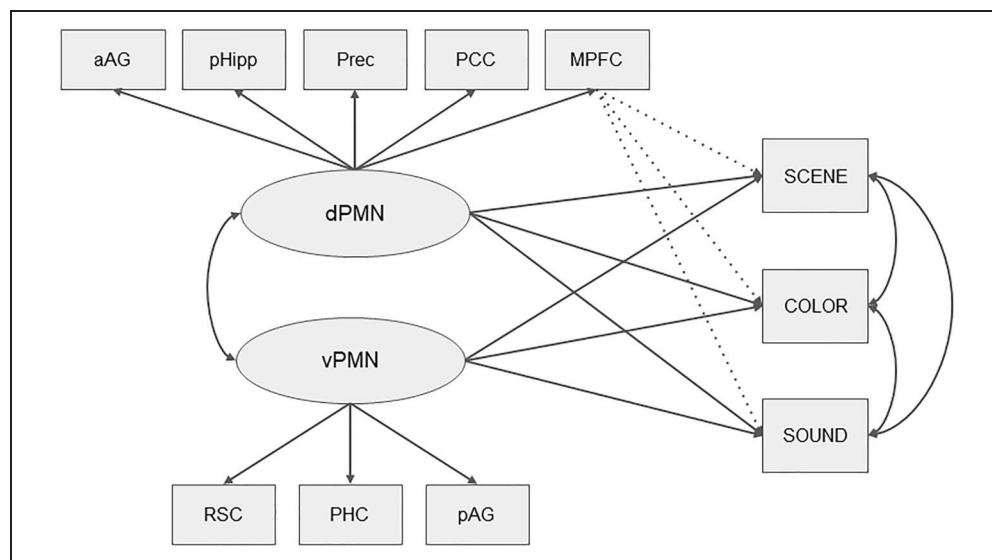 aAG pHipp Prec PCC MPFC
SCENE
dPMN
COLOR
vPMN
SOUND
RSC PHC pAG